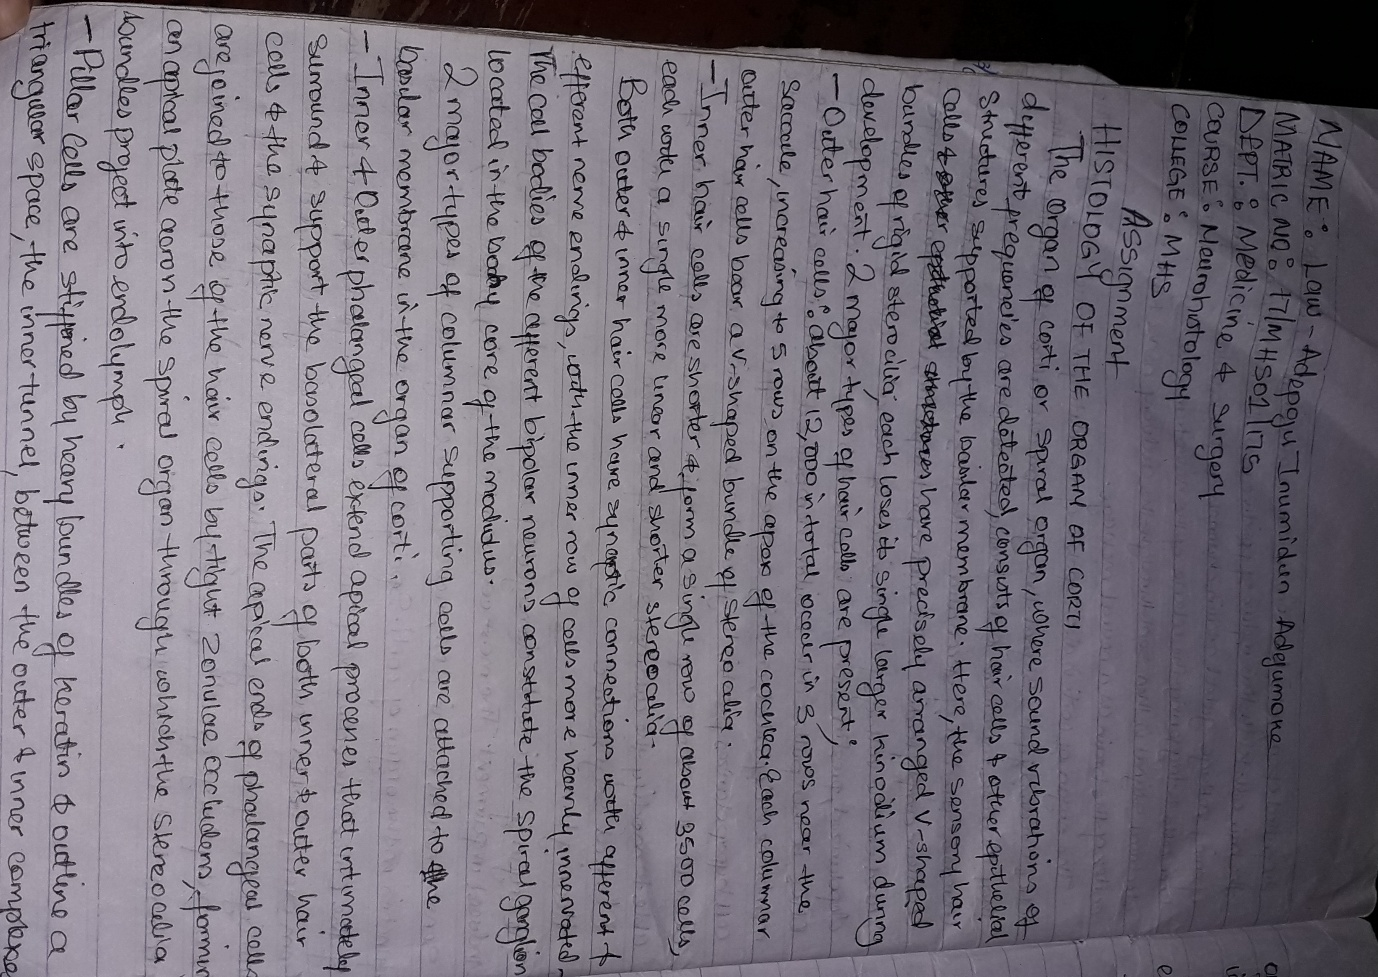 NAME: Law-Adepoju Inumidun Adejumoke
MATRIC NO: 17/MHS01/175
DEPT: Medicine & Surgery
COURSE: Neurohotology
COLLEGE: MHS
Assignment
HISTOLOGY OF THE ORGAN OF CORTI
The organ of corti or spiral organ, where sound vibrations of
different frequencies are detected, consists of hair cells & other epithelial
structures supported by the basilar membrane. Here, the sensory hair
cells have precisely arranged V-shaped
bundles of rigid sterocilia, each loses its single larger kinodium during
development. 2 major types of hair cells are present;
- Outer hair cells: about 12,000 in total, occur in 3 rows near the
saccade, increasing to 5 rows on the apex of the cochlea. Each columnar
outer hair cells bear a V-shaped bundle of stereocilia.
- Inner hair cells are shorter & form a single row of about 3500 cells,
each with a single more linear and shorter stereocilia.
Both outer & inner hair cells have synaptic connections with afferent &
efferent nerve endings, with the inner row of cells more heavily innervated.
The cell bodies of the afferent bipolar neurons constitute the spiral ganglion
located in the bony core of the modiolus.
2 major types of columnar supporting cells are attached to the
basilar membrane in the organ of corti.
- Inner & Outer phalangeal cells extend apical processes that intimately
surround & support the basolateral parts of both inner & outer hair
cells & the synaptic nerve endings. The apical ends of phalangeal cells
are joined to those of the hair cells by tight zonulae occludens, formin
an apical plate across the spiral organ through which the stereocilia
bundles project into endolymph.
- Pillar cells are stiffened by heavy bundles of keratin & outline a
triangular space, the inner tunnel, between the outer & inner complexe